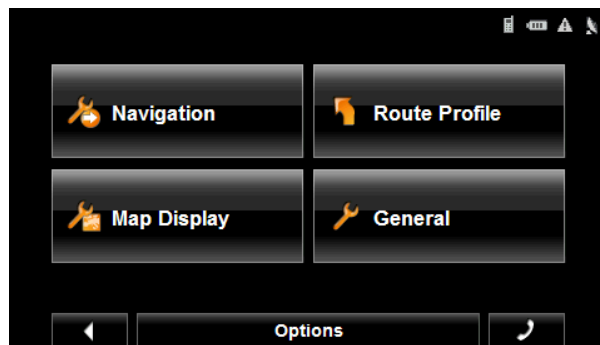 Navigation
Route Profile
Map Display
General
Options